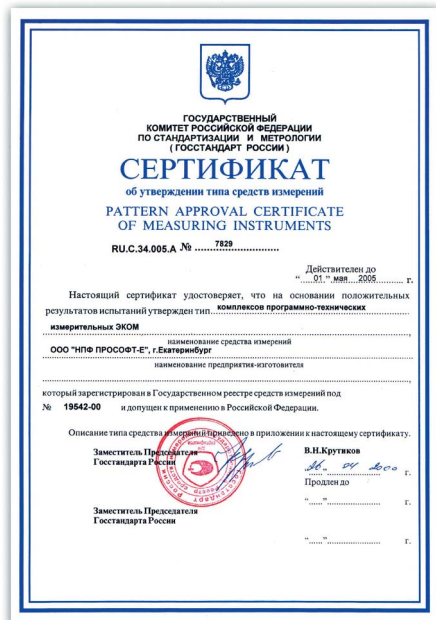 ГОСУДАРСТВЕННЫЙ
КОМИТЕТ РОССИЙСКОЙ ФЕДЕРАЦИИ
ПО СТАНДАРТИЗАЦИИ И МЕТРОЛОГИИ
( ГОССТАНДАРТ РОССИИ )
СЕРТИФИКАТ
об утверждении типа средств измерений
PATTERN APPROVAL CERTIFICATE
OF MEASURING INSTRUMENTS
RU.C.34.005.A № 7829
Действителен до
" 01 " мая 2005 г.
Настоящий сертификат удостоверяет, что на основании положительных
результатов испытаний утвержден тип комплексов программно-технических
измерительных ЭКОМ
наименование средства измерений
ООО "НПФ ПРОСОФТ-Е", г.Екатеринбург
наименование предприятия-изготовителя
который зарегистрирован в Государственном реестре средств измерений под
№ 19542-00 и допущен к применению в Российской Федерации.
Описание типа средства измерений приведено в приложении к настоящему сертификату.
Заместитель Председателя
Госстандарта России
В.Н.Крутиков
26 04 2000 г.
Продлен до
" " г.
Заместитель Председателя
Госстандарта России
" " г.